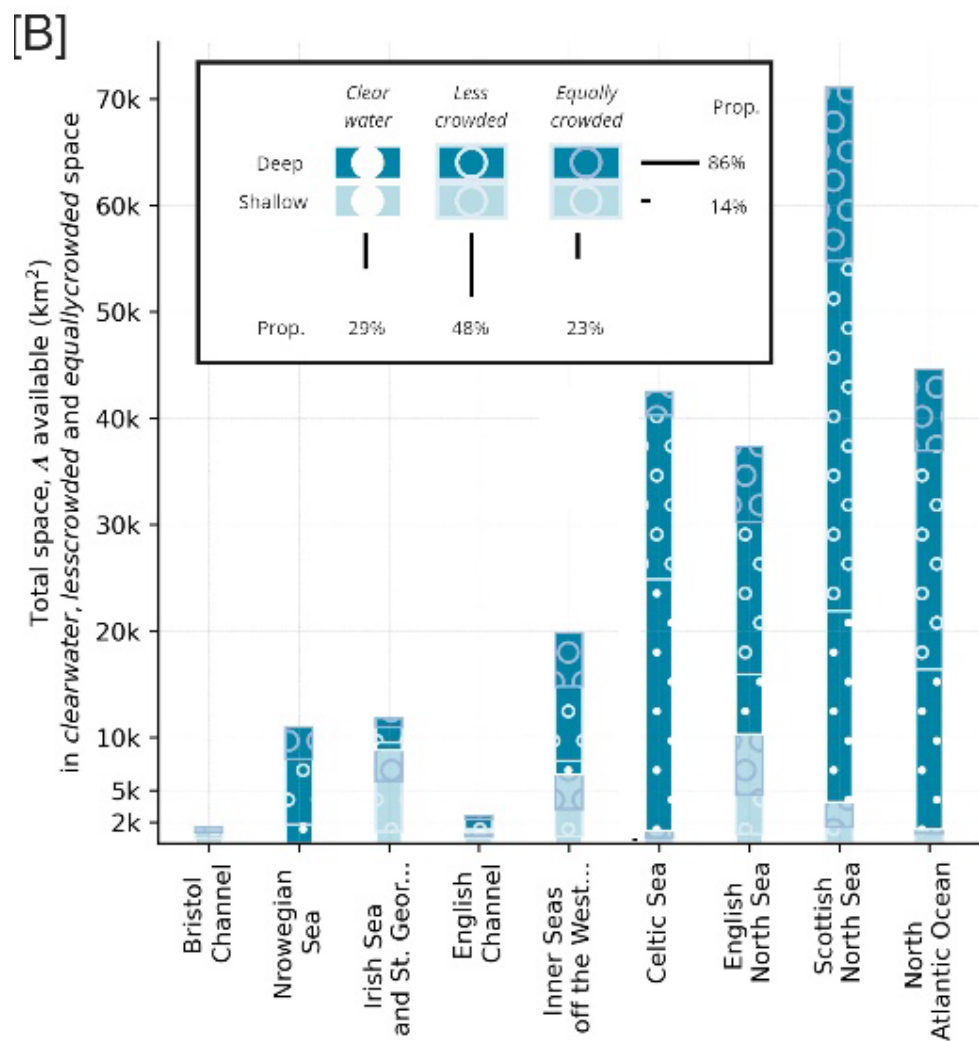 [B]
Total space, A available (km²)
in clearwater, lesscrowded and equallycrowded space
70k
60k
50k
40k
30k
20k
10k
5k
2k
Clear
water
Less
crowded
Equally
crowded
Prop.
Deep
86%
Shallow
14%
Prop.
29%
48%
23%
Bristol
Channel
Nrowegian
Sea
Irish Sea
and St. Geor...
English
Channel
Inner Seas
off the West...
Celtic Sea
English
North Sea
Scottish
North Sea
North
Atlantic Ocean